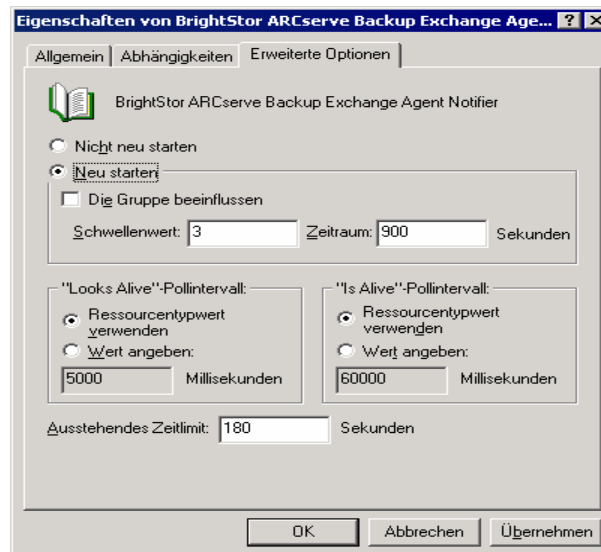 Eigenschaften von BrightStor ARCserve Backup Exchange Age...
Allgemein Abhängigkeiten Erweiterte Optionen
BrightStor ARCserve Backup Exchange Agent Notifier
Nicht neu starten
Neu starten
Die Gruppe beeinflussen
Schwellenwert: 3 Zeitraum: 900 Sekunden
"Looks Alive"-Pollintervall: "Is Alive"-Pollintervall:
Ressourcentypwert verwenden Ressourcentypwert verwenden
Wert angeben: Wert angeben:
5000 Millisekunden 60000 Millisekunden
Ausstehendes Zeitlimit: 180 Sekunden
OK Abbrechen Übernehmen